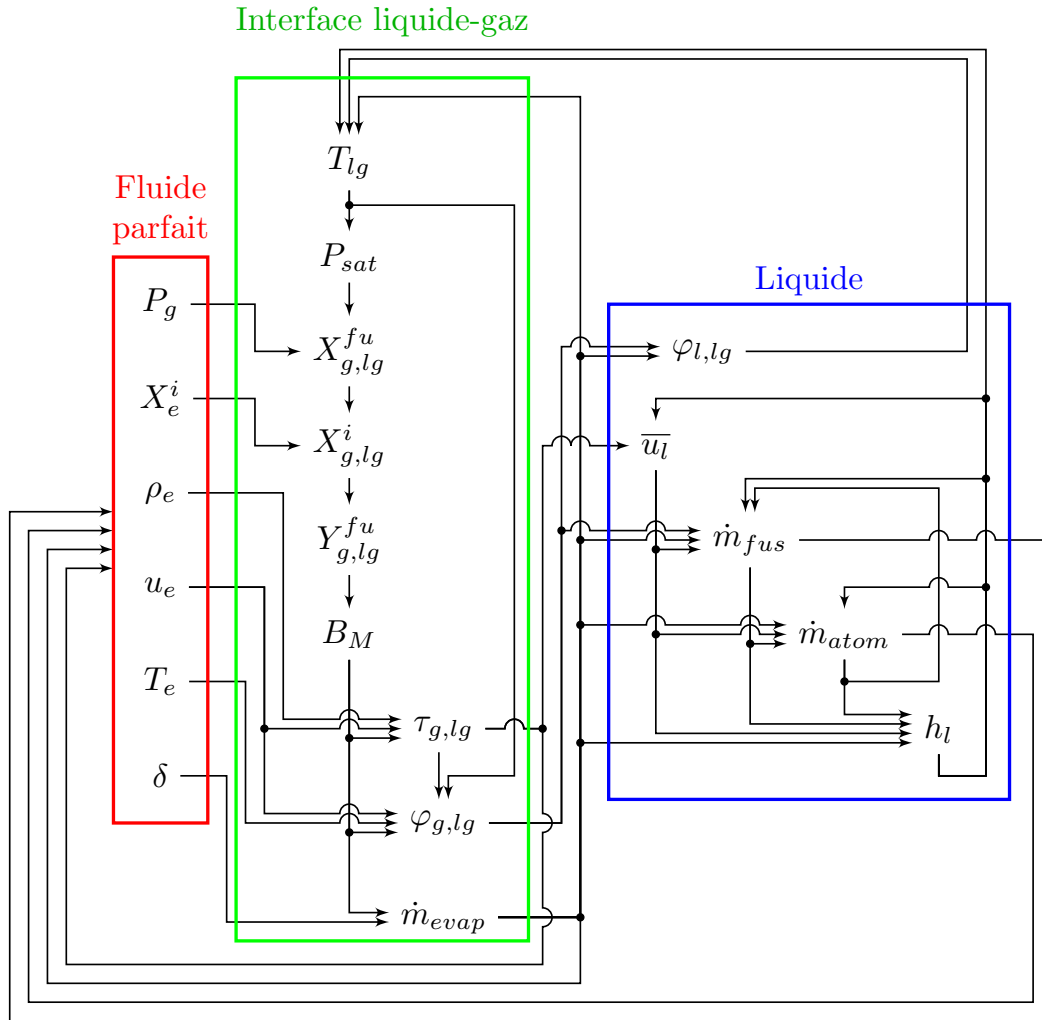 Interface liquide-gaz
T_{lg}
Fluide
parfait
P_{sat}
Liquide
P_g
X_{g,lg}^{fu}
φ_{l,lg}
X_e^i
X_{g,lg}^i
\overline{u_l}
ρ_e
Y_{g,lg}^{fu}
ṁ_{fus}
u_e
B_M
ṁ_{atom}
T_e
τ_{g,lg}
h_l
δ
φ_{g,lg}
ṁ_{evap}